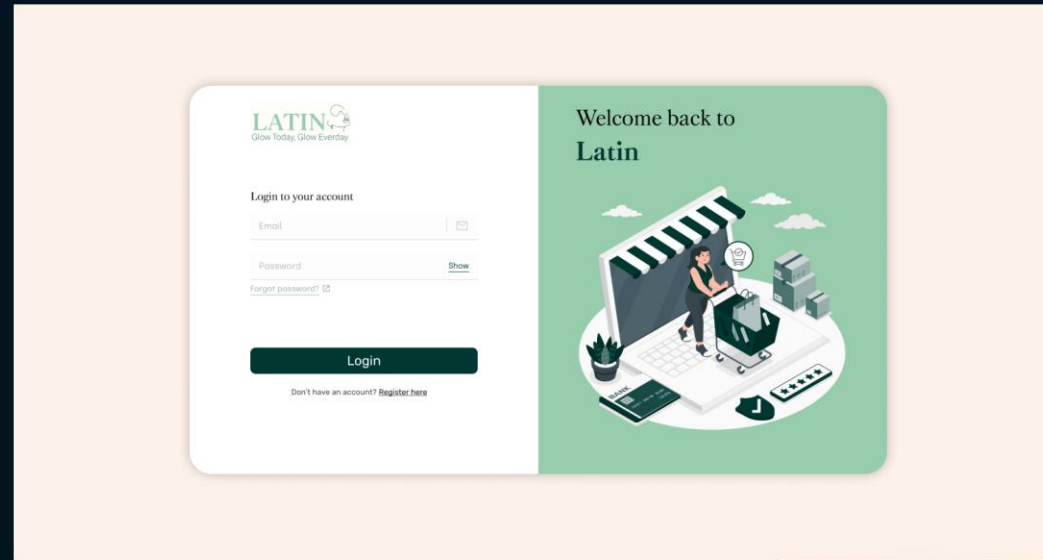 LATIN
Glow Today, Glow Everday
Login to your account
Email
Password
Show
Forgot password?
Login
Don't have an account? Register here
Welcome back to
Latin
BANK